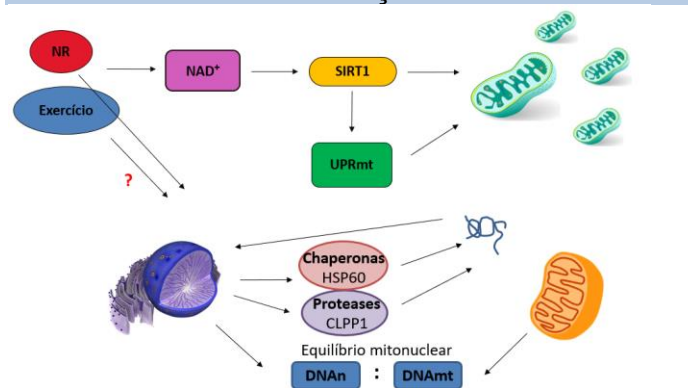 NR
NAD⁺
SIRT1
Exercício
UPRmt
?
Chaperonas
HSP60
Proteases
CLPP1
Equilíbrio mitonuclear
DNAn : DNAmt